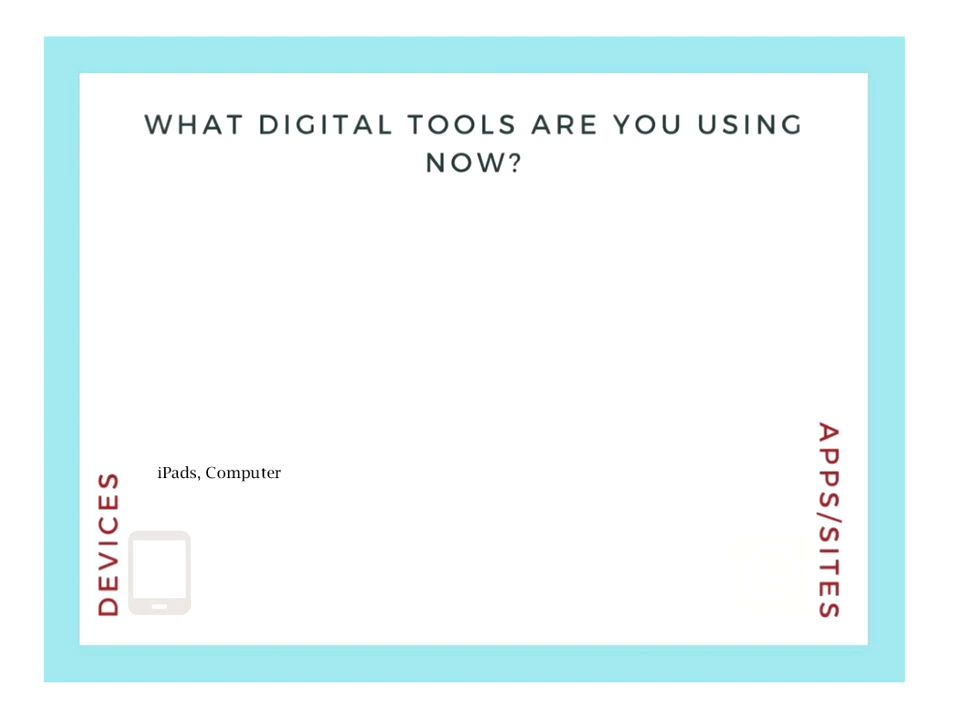 WHAT DIGITAL TOOLS ARE YOU USING
NOW?
iPads, Computer
DEVICES
APPS/SITES